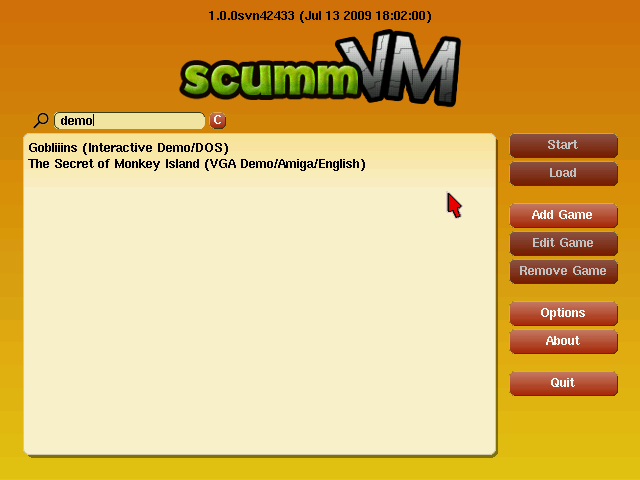 1.0.0svn42433 (Jul 13 2009 18:02:00)
scummVM
demo
C
Gobliiins (Interactive Demo/DOS)
The Secret of Monkey Island (VGA Demo/Amiga/English)
Start
Load
Add Game
Edit Game
Remove Game
Options
About
Quit